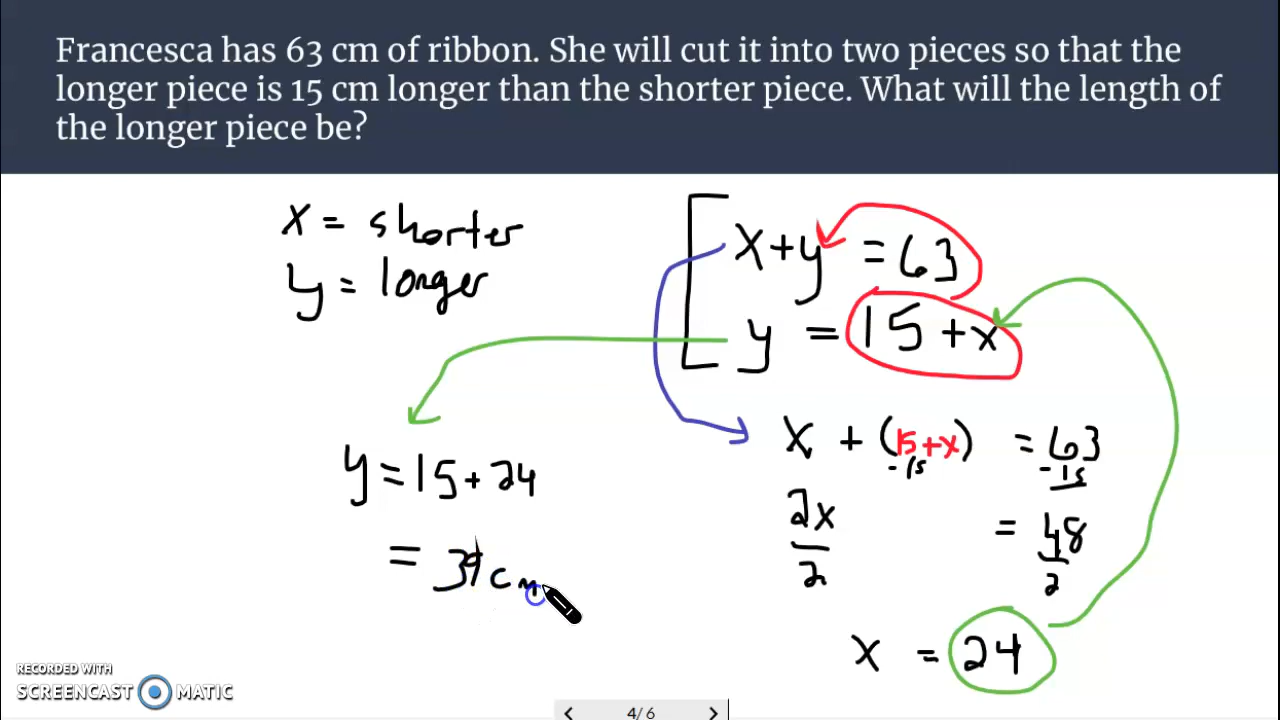 Francesca has 63 cm of ribbon. She will cut it into two pieces so that the
longer piece is 15 cm longer than the shorter piece. What will the length of
the longer piece be?
x = shorter
y = longer
x+y = 63
y = 15+x
x + (15+x) = 63
-15 -15
2x = 48
2 2
x = 24
y = 15+24
= 39 cm
RECORDED WITH
SCREENCAST MATIC
4/6